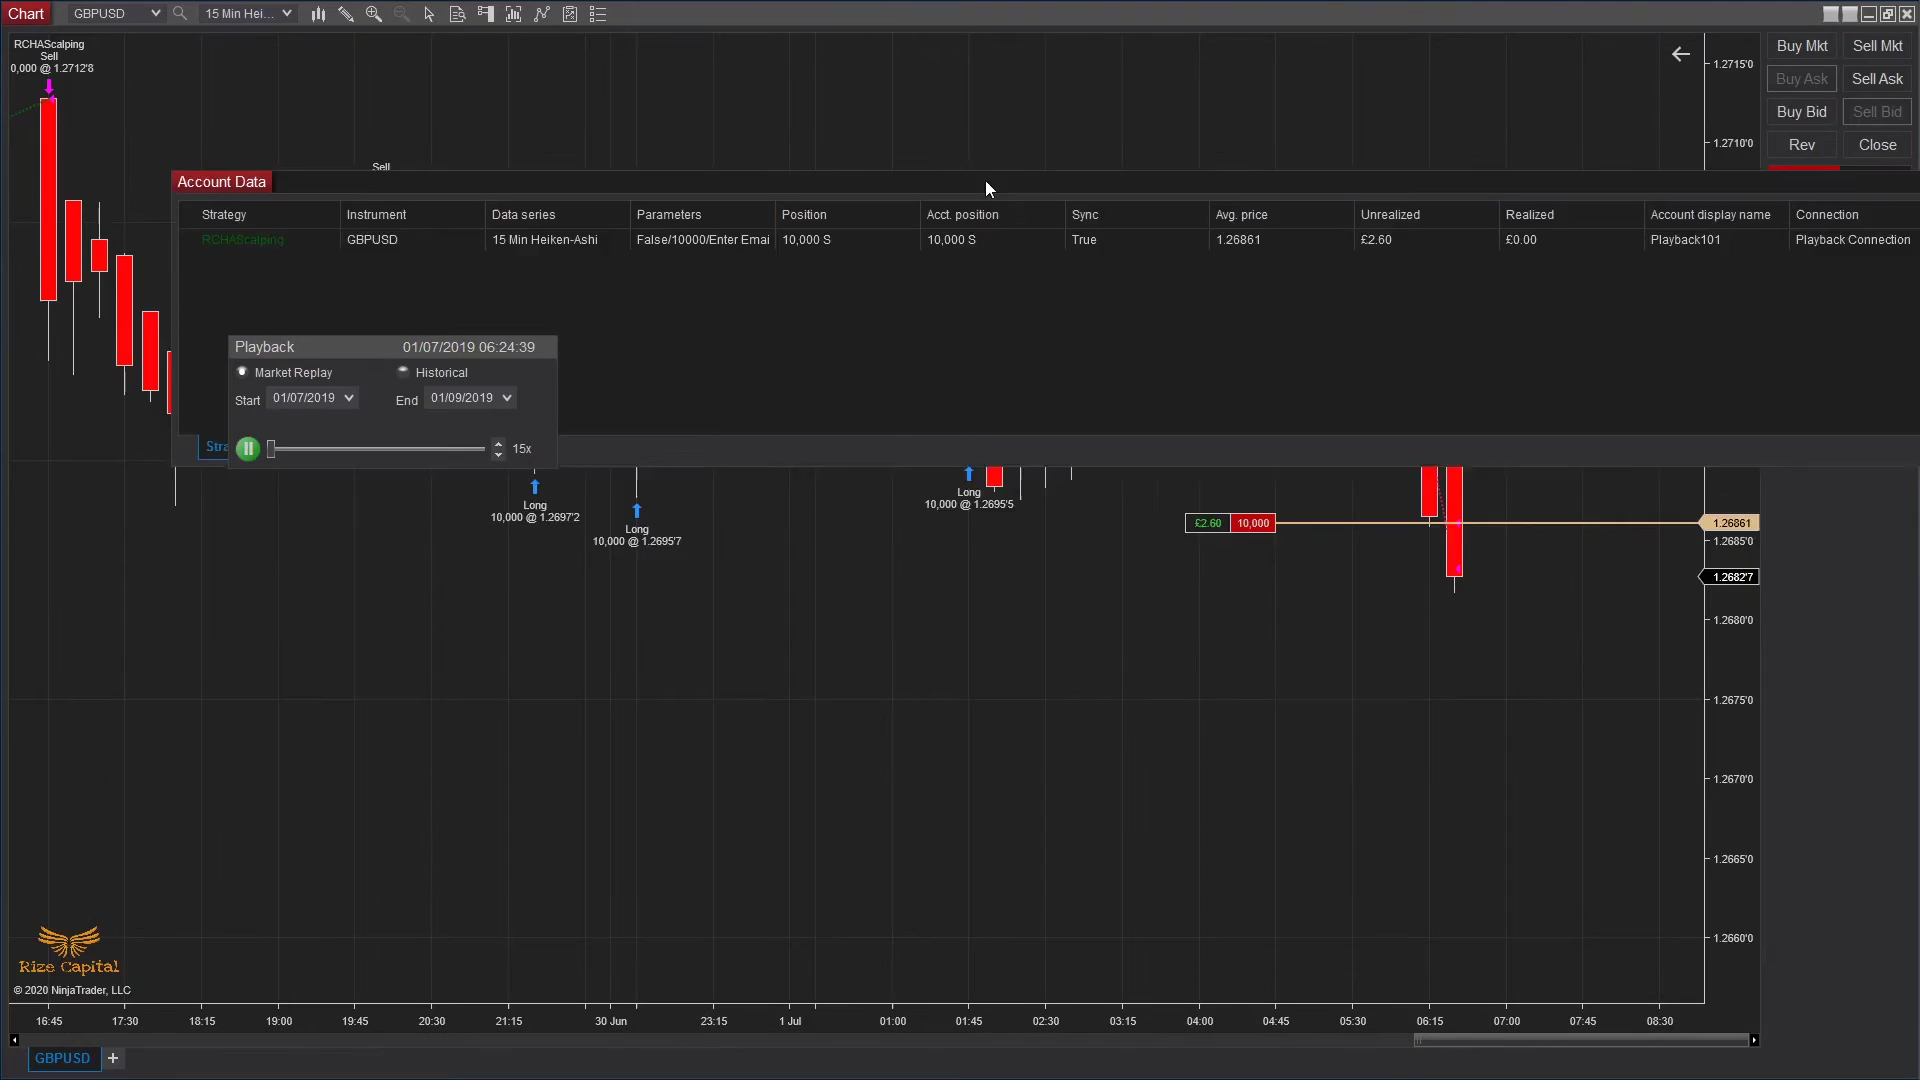 Chart GBPUSD 15 Min Hei...
RCHAScalping
Sell
0,000 @ 1.2712'8
Buy Mkt Sell Mkt
Buy Ask Sell Ask
Buy Bid Sell Bid
Rev Close
1.2715'0
1.2710'0
Sell
Account Data
Strategy Instrument Data series Parameters Position Acct. position Sync Avg. price Unrealized Realized Account display name Connection
RCHAScalping GBPUSD 15 Min Heiken-Ashi False/10000/Enter Emai 10,000 S 10,000 S True 1.26861 £2.60 £0.00 Playback101 Playback Connection
Playback 01/07/2019 06:24:39
Market Replay Historical
Start 01/07/2019 End 01/09/2019
Stra
15x
Long
10,000 @ 1.2697'2
Long
10,000 @ 1.2695'7
Long
10,000 @ 1.2695'5
£2.60 10,000
1.26861
1.2685'0
1.2682'7
1.2680'0
1.2675'0
1.2670'0
1.2665'0
1.2660'0
Rize Capital
© 2020 NinjaTrader, LLC
16:45 17:30 18:15 19:00 19:45 20:30 21:15 30 Jun 23:15 1 Jul 01:00 01:45 02:30 03:15 04:00 04:45 05:30 06:15 07:00 07:45 08:30
GBPUSD +